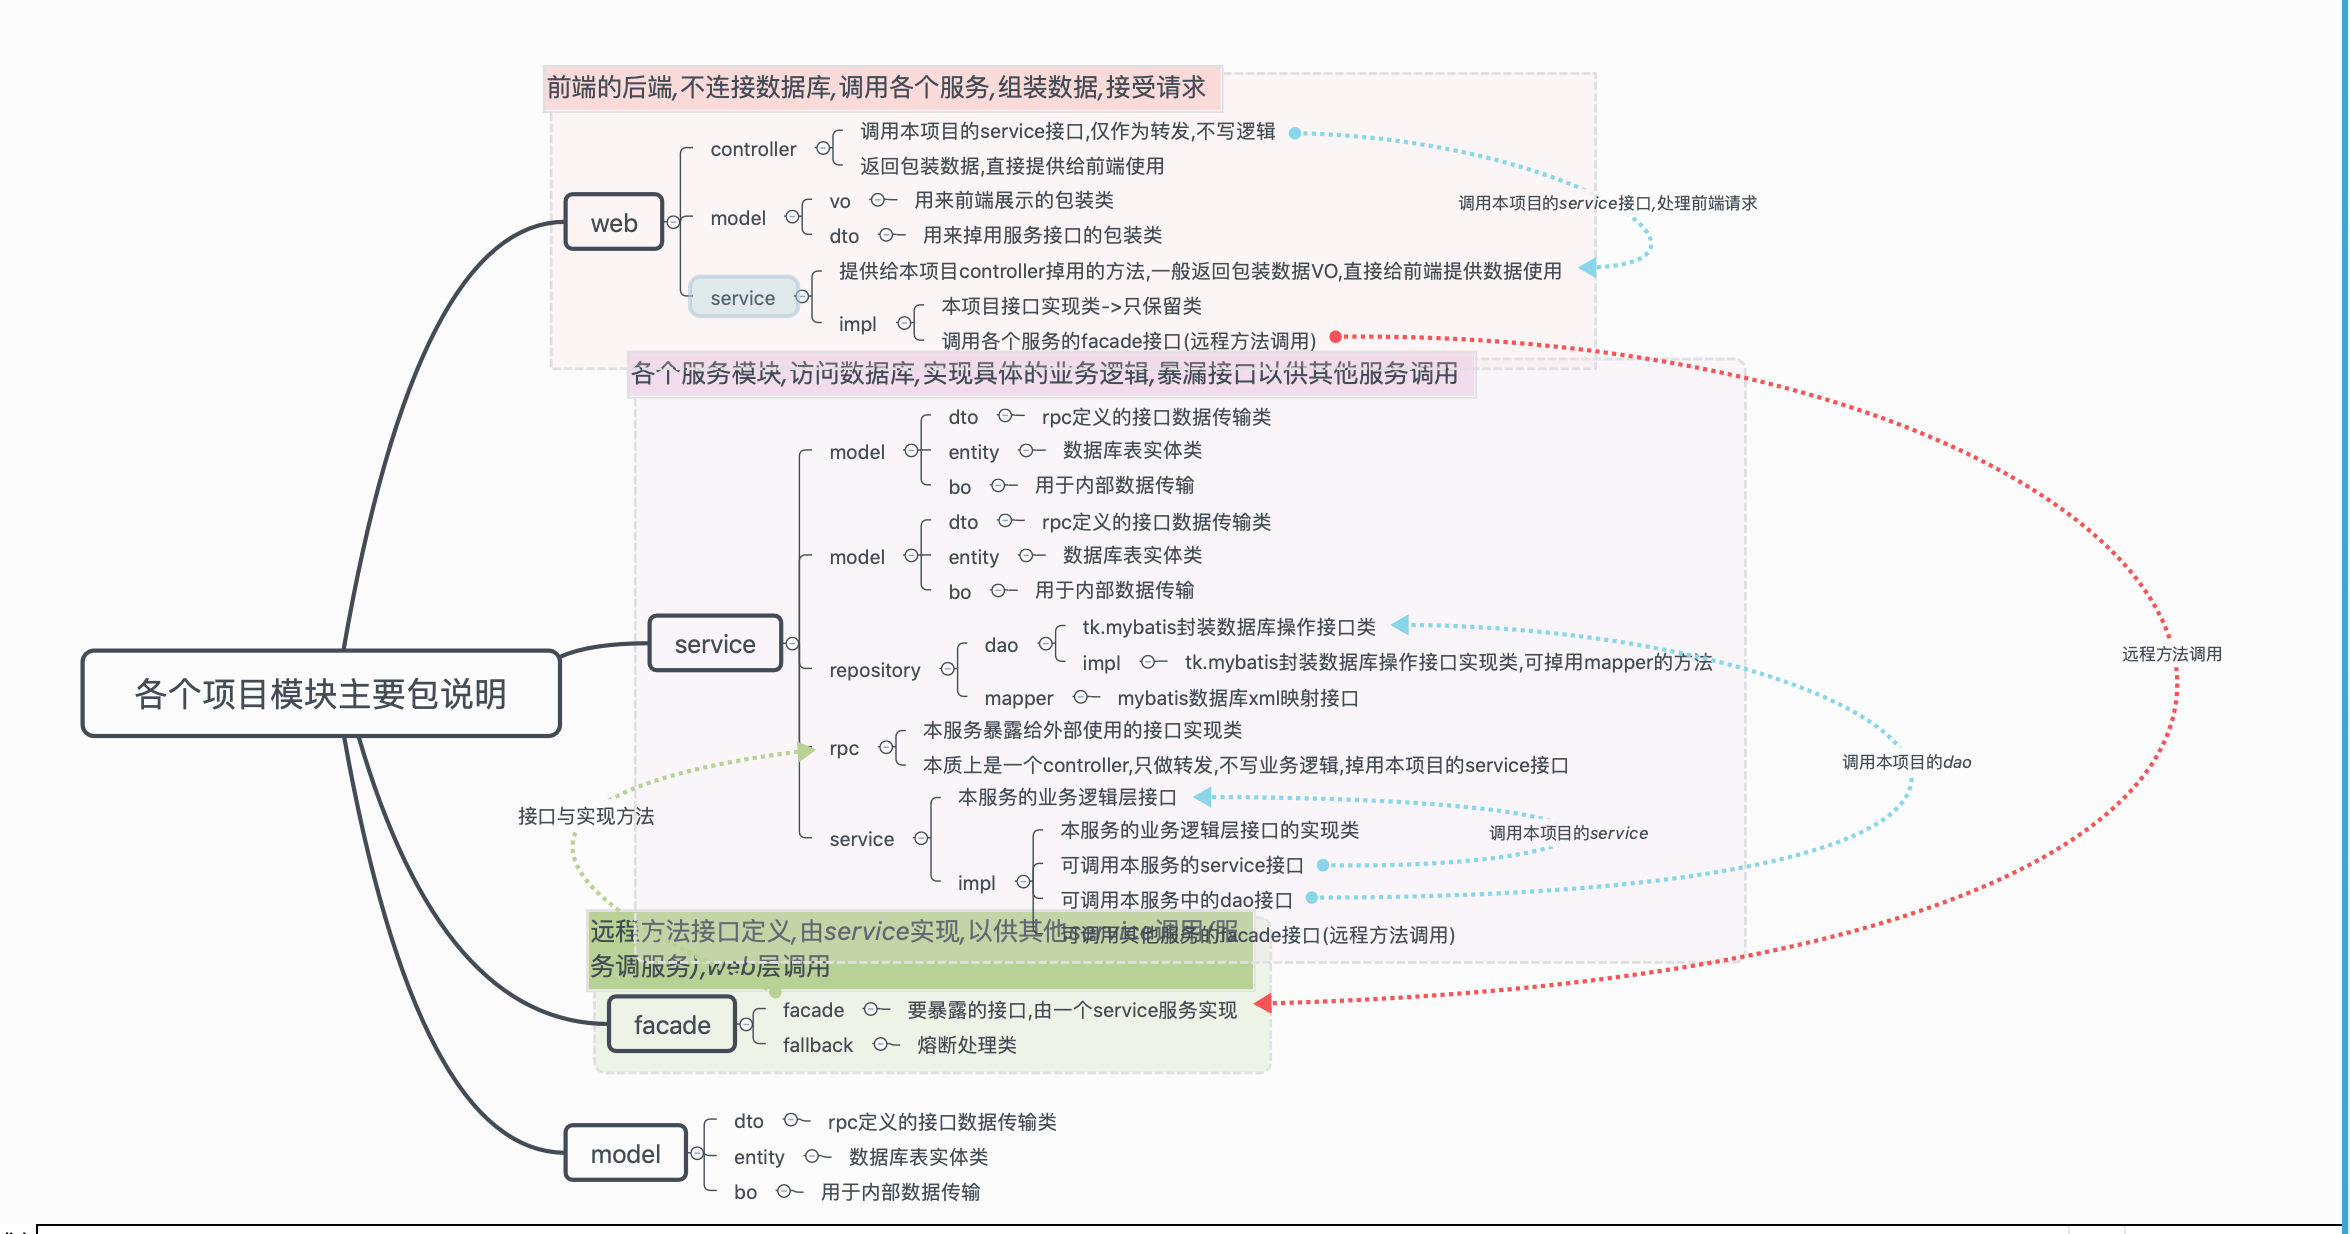 前端的后端,不连接数据库,调用各个服务,组装数据,接受请求
controller
调用本项目的service接口,仅作为转发,不写逻辑
返回包装数据,直接提供给前端使用
web
model
vo
用来前端展示的包装类
dto
用来掉用服务接口的包装类
调用本项目的service接口,处理前端请求
service
提供给本项目controller掉用的方法,一般返回包装数据VO,直接给前端提供数据使用
impl
本项目接口实现类->只保留类
调用各个服务的facade接口(远程方法调用)
各个服务模块,访问数据库,实现具体的业务逻辑,暴漏接口以供其他服务调用
model
dto
rpc定义的接口数据传输类
entity
数据库表实体类
bo
用于内部数据传输
model
dto
rpc定义的接口数据传输类
entity
数据库表实体类
bo
用于内部数据传输
service
各个项目模块主要包说明
repository
dao
tk.mybatis封装数据库操作接口类
impl
tk.mybatis封装数据库操作接口实现类,可掉用mapper的方法
mapper
mybatis数据库xml映射接口
远程方法调用
rpc
本服务暴露给外部使用的接口实现类
本质上是一个controller,只做转发,不写业务逻辑,掉用本项目的service接口
调用本项目的dao
接口与实现方法
service
本服务的业务逻辑层接口
调用本项目的service
impl
本服务的业务逻辑层接口的实现类
可调用本服务的service接口
可调用本服务中的dao接口
可调用其他服务的facade接口(远程方法调用)
远程方法接口定义,由service实现,以供其他service调用(服
务调服务),web层调用
facade
facade
要暴露的接口,由一个service服务实现
fallback
熔断处理类
model
dto
rpc定义的接口数据传输类
entity
数据库表实体类
bo
用于内部数据传输